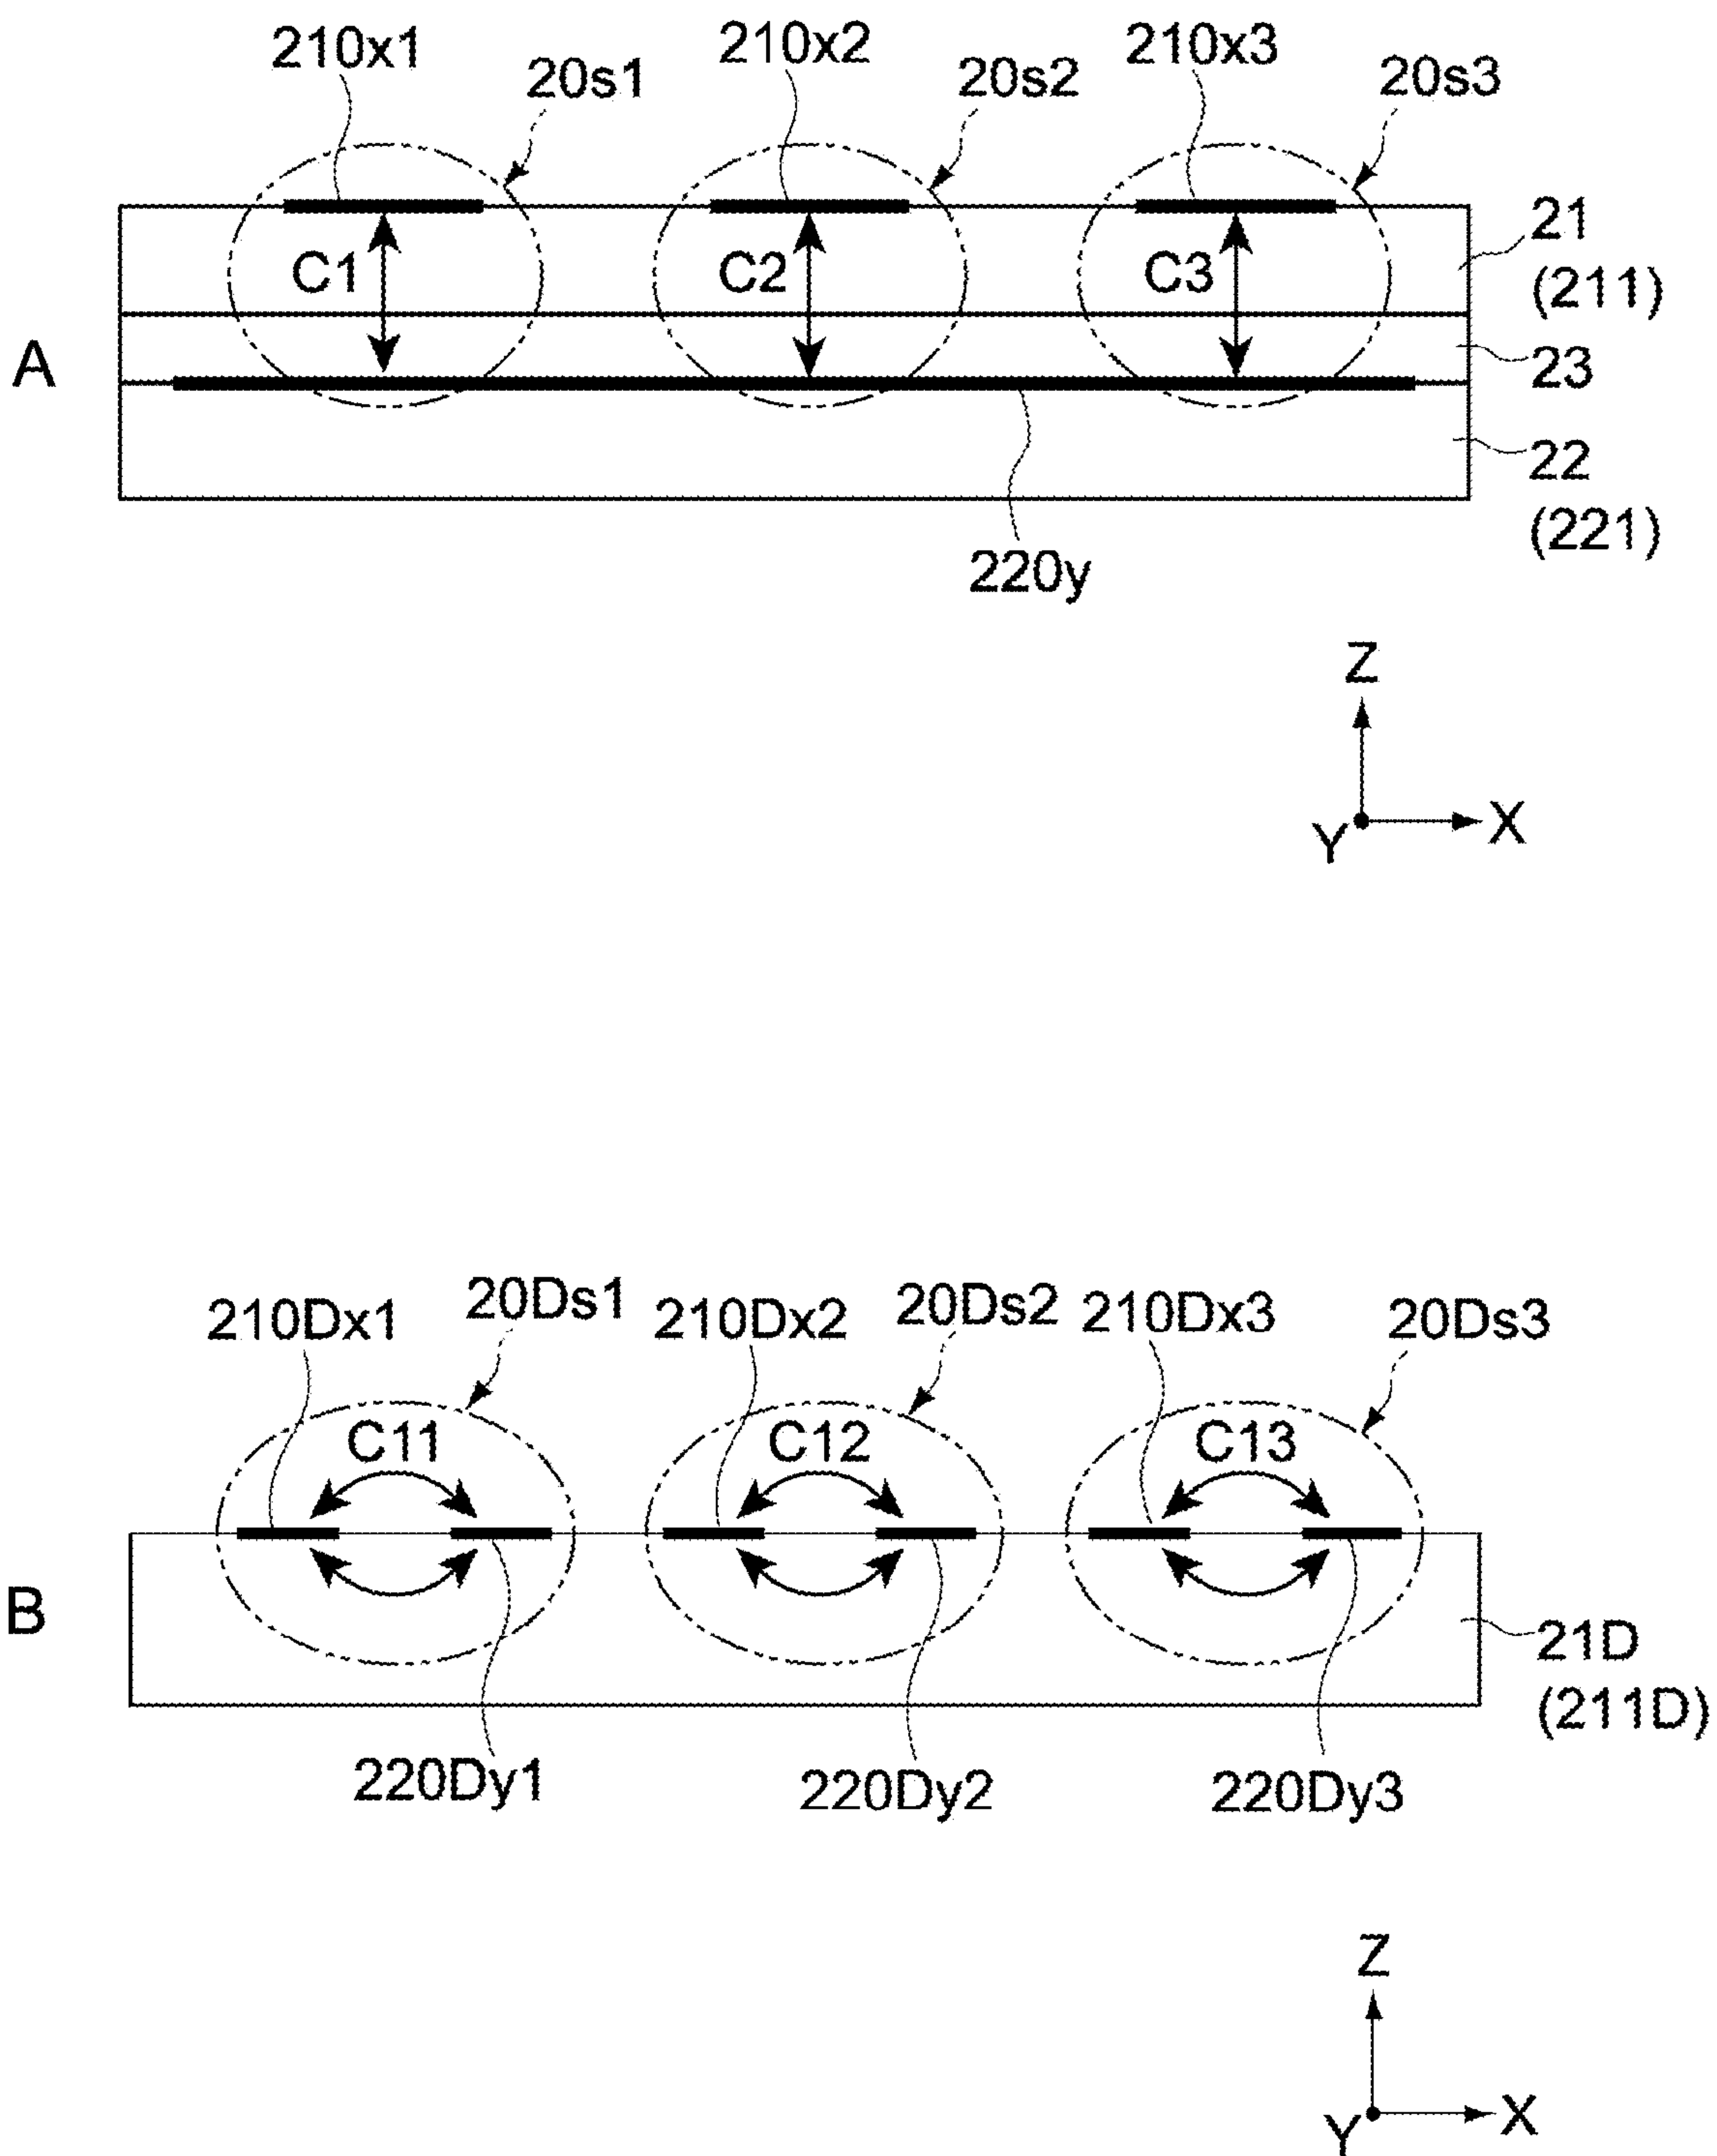 210x1 210x2 210x3
20s1 20s2 20s3
C1 C2 C3
21
(211)
A
23
22
(221)
220y
Z
Y X
210Dx1 20Ds1 210Dx2 20Ds2 210Dx3 20Ds3
C11 C12 C13
B
21D
(211D)
220Dy1 220Dy2 220Dy3
Z
Y X